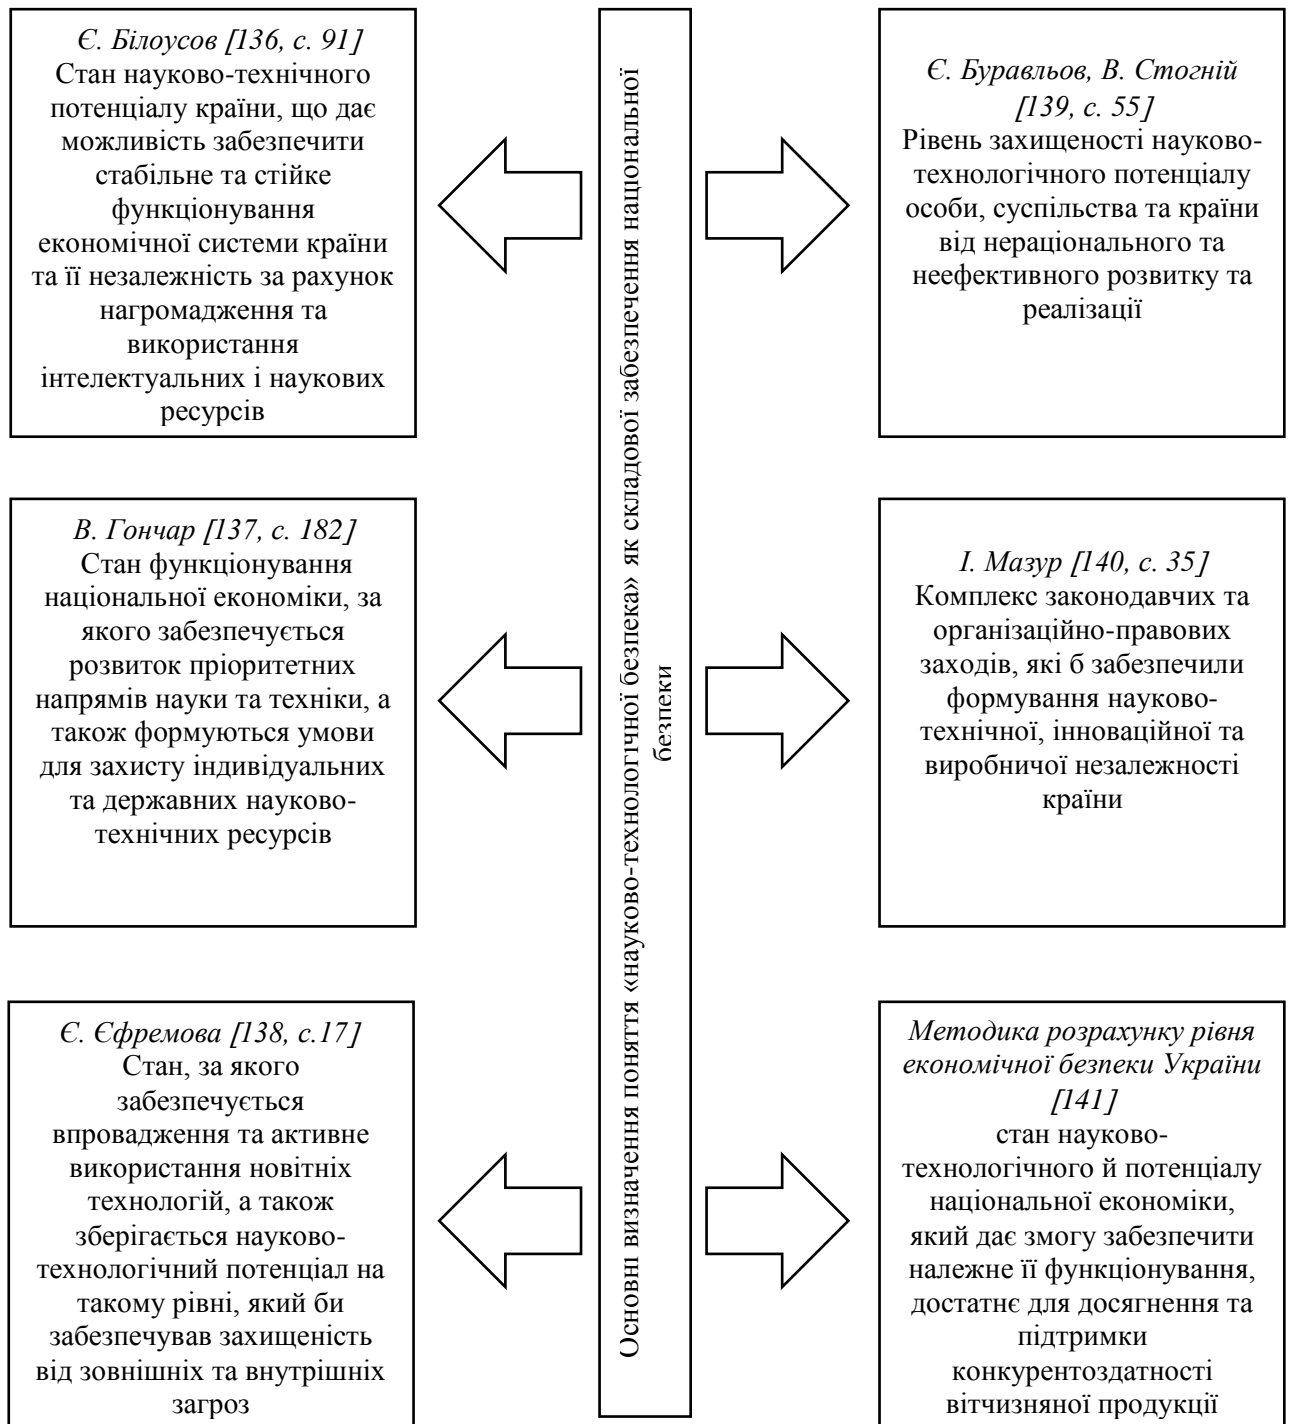 Є. Білоусов [136, с. 91]
Стан науково-технічного
потенціалу країни, що дає
можливість забезпечити
стабільне та стійке
функціонування
економічної системи країни
та її незалежність за рахунок
нагромадження та
використання
інтелектуальних і наукових
ресурсів
В. Гончар [137, с. 182]
Стан функціонування
національної економіки, за
якого забезпечується
розвиток пріоритетних
напрямів науки та техніки, а
також формуються умови
для захисту індивідуальних
та державних науково-
технічних ресурсів
Є. Єфремова [138, с.17]
Стан, за якого
забезпечується
впровадження та активне
використання новітніх
технологій, а також
зберігається науково-
технологічний потенціал на
такому рівні, який би
забезпечував захищеність
від зовнішніх та внутрішніх
загроз
Основні визначення поняття «науково-технологічної безпека» як складової забезпечення національної
безпеки
Є. Буравльов, В. Стогній
[139, с. 55]
Рівень захищеності науково-
технологічного потенціалу
особи, суспільства та країни
від нераціонального та
неефективного розвитку та
реалізації
І. Мазур [140, с. 35]
Комплекс законодавчих та
організаційно-правових
заходів, які б забезпечили
формування науково-
технічної, інноваційної та
виробничої незалежності
країни
Методика розрахунку рівня
економічної безпеки України
[141]
стан науково-
технологічного й потенціалу
національної економіки,
який дає змогу забезпечити
належне її функціонування,
достатнє для досягнення та
підтримки
конкурентоздатності
вітчизняної продукції